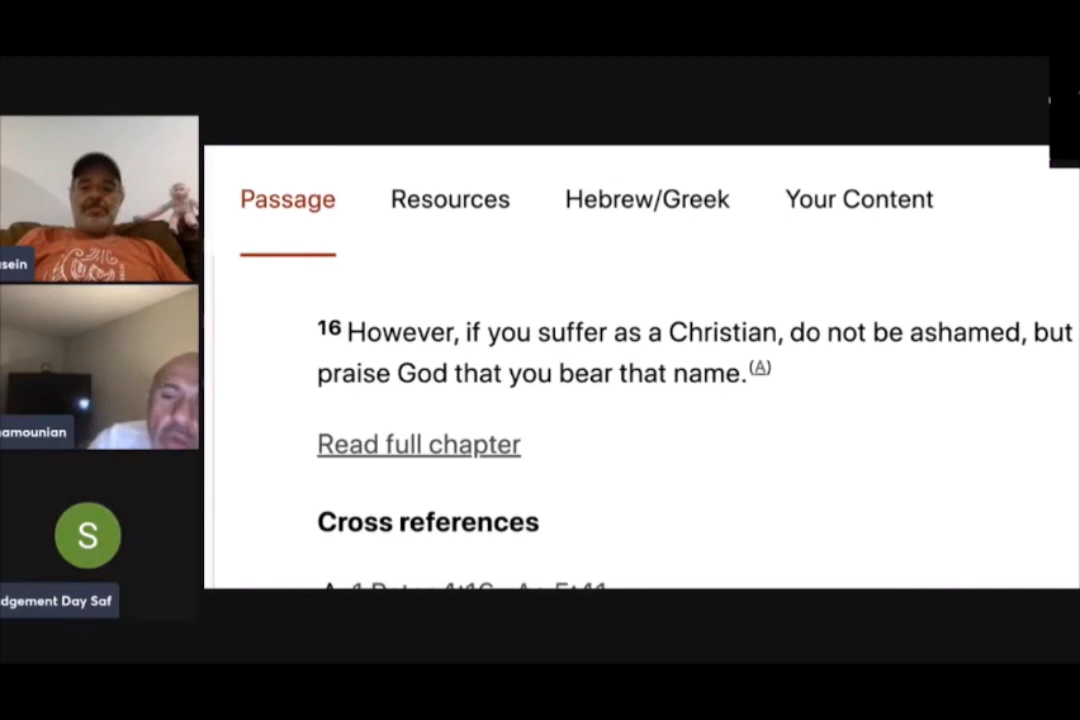 Passage Resources Hebrew/Greek Your Content
16 However, if you suffer as a Christian, do not be ashamed, but
praise God that you bear that name.(A)
Read full chapter
Cross references
sein
amounian
S
dgement Day Saf